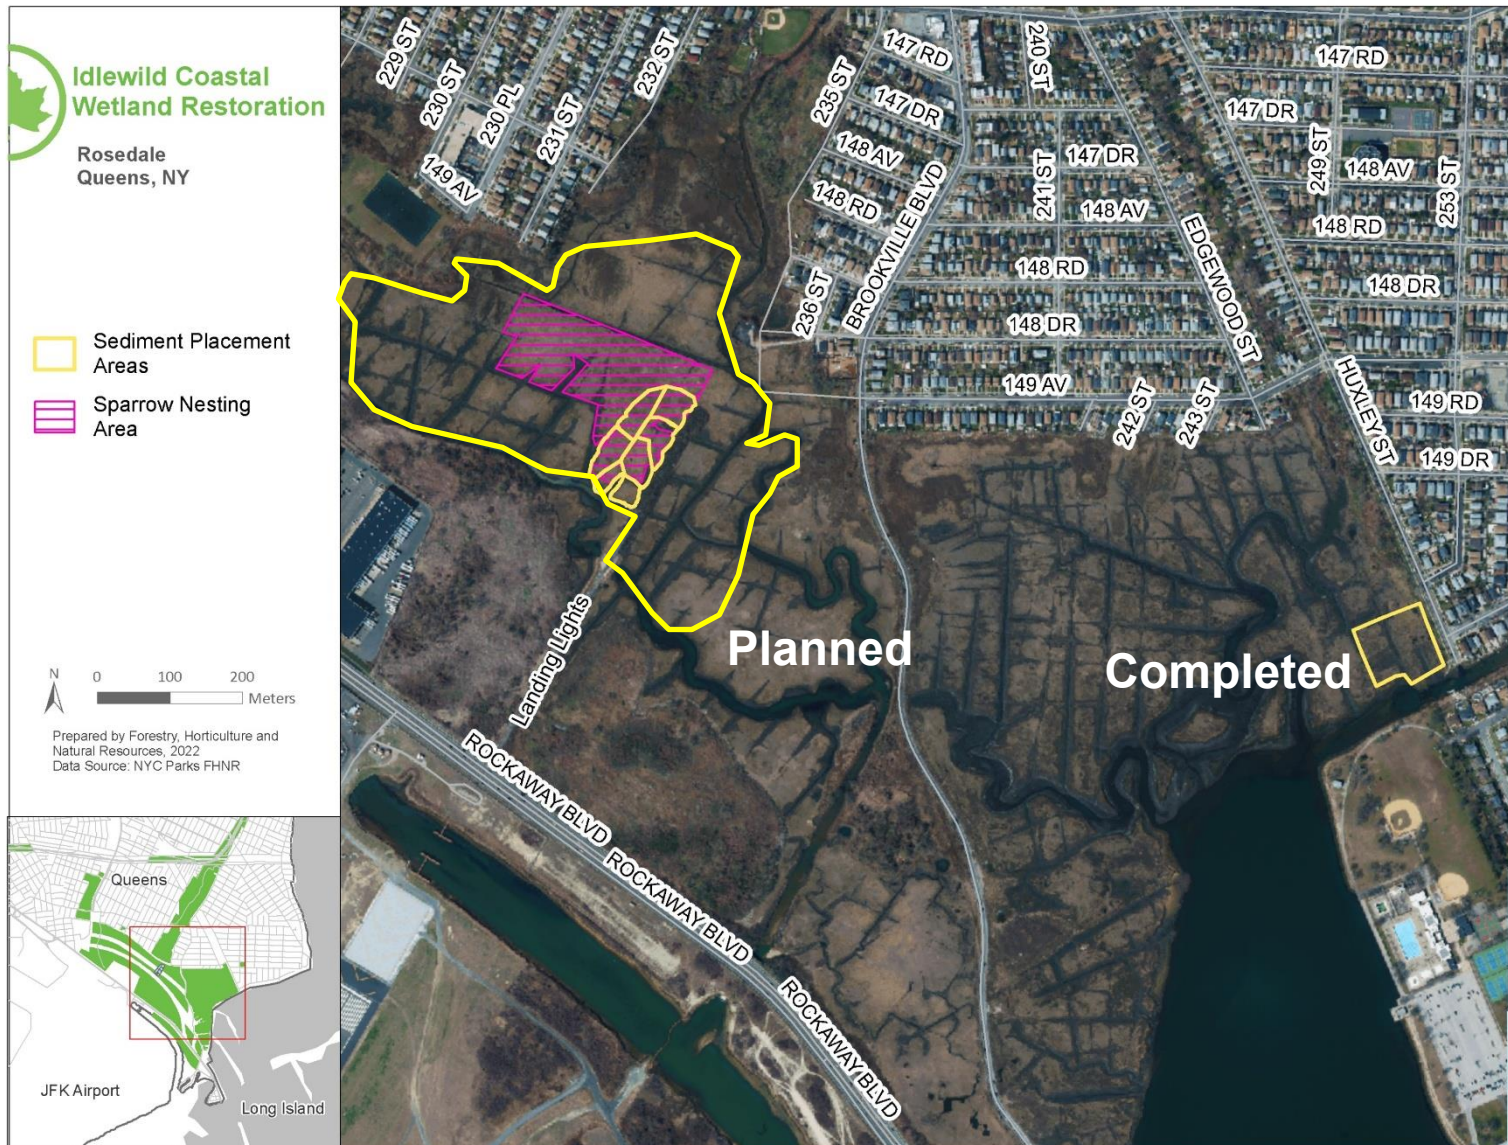 Idlewild Coastal
Wetland Restoration
Rosedale
Queens, NY
Sediment Placement
Areas
Sparrow Nesting
Area
N
0 100 200
Meters
Prepared by Forestry, Horticulture and
Natural Resources, 2022
Data Source: NYC Parks FHNR
Queens
JFK Airport
Long Island
229 ST
230 ST
230 PL
231 ST
232 ST
149 AV
235 ST
147 RD
147 DR
148 AV
148 RD
236 ST
BROOKVILLE BLVD
240 ST
241 ST
147 DR
148 AV
148 RD
148 DR
149 AV
242 ST
243 ST
EDGEWOOD ST
HUXLEY ST
147 RD
147 DR
249 ST
148 AV
253 ST
148 RD
148 DR
149 RD
149 DR
Landing Lights
Planned
Completed
ROCKAWAY BLVD
ROCKAWAY BLVD
ROCKAWAY BLVD